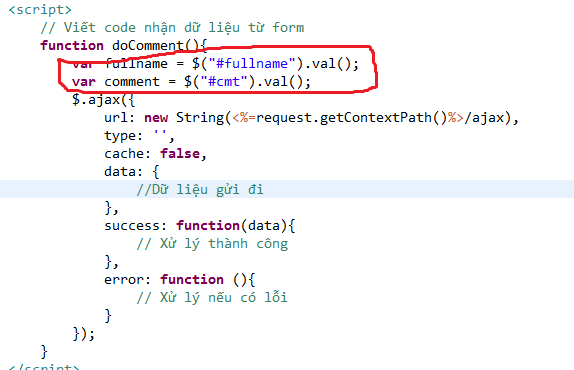 <script>
// Viết code nhận dữ liệu từ form
function doComment(){
var fullname = $("#fullname").val();
var comment = $("#cmt").val();
$.ajax({
url: new String(<%=request.getContextPath()%>/ajax),
type: '',
cache: false,
data: {
//Dữ liệu gửi đi
},
success: function(data){
// Xử lý thành công
},
error: function (){
// Xử lý nếu có lỗi
}
});
}
</script>